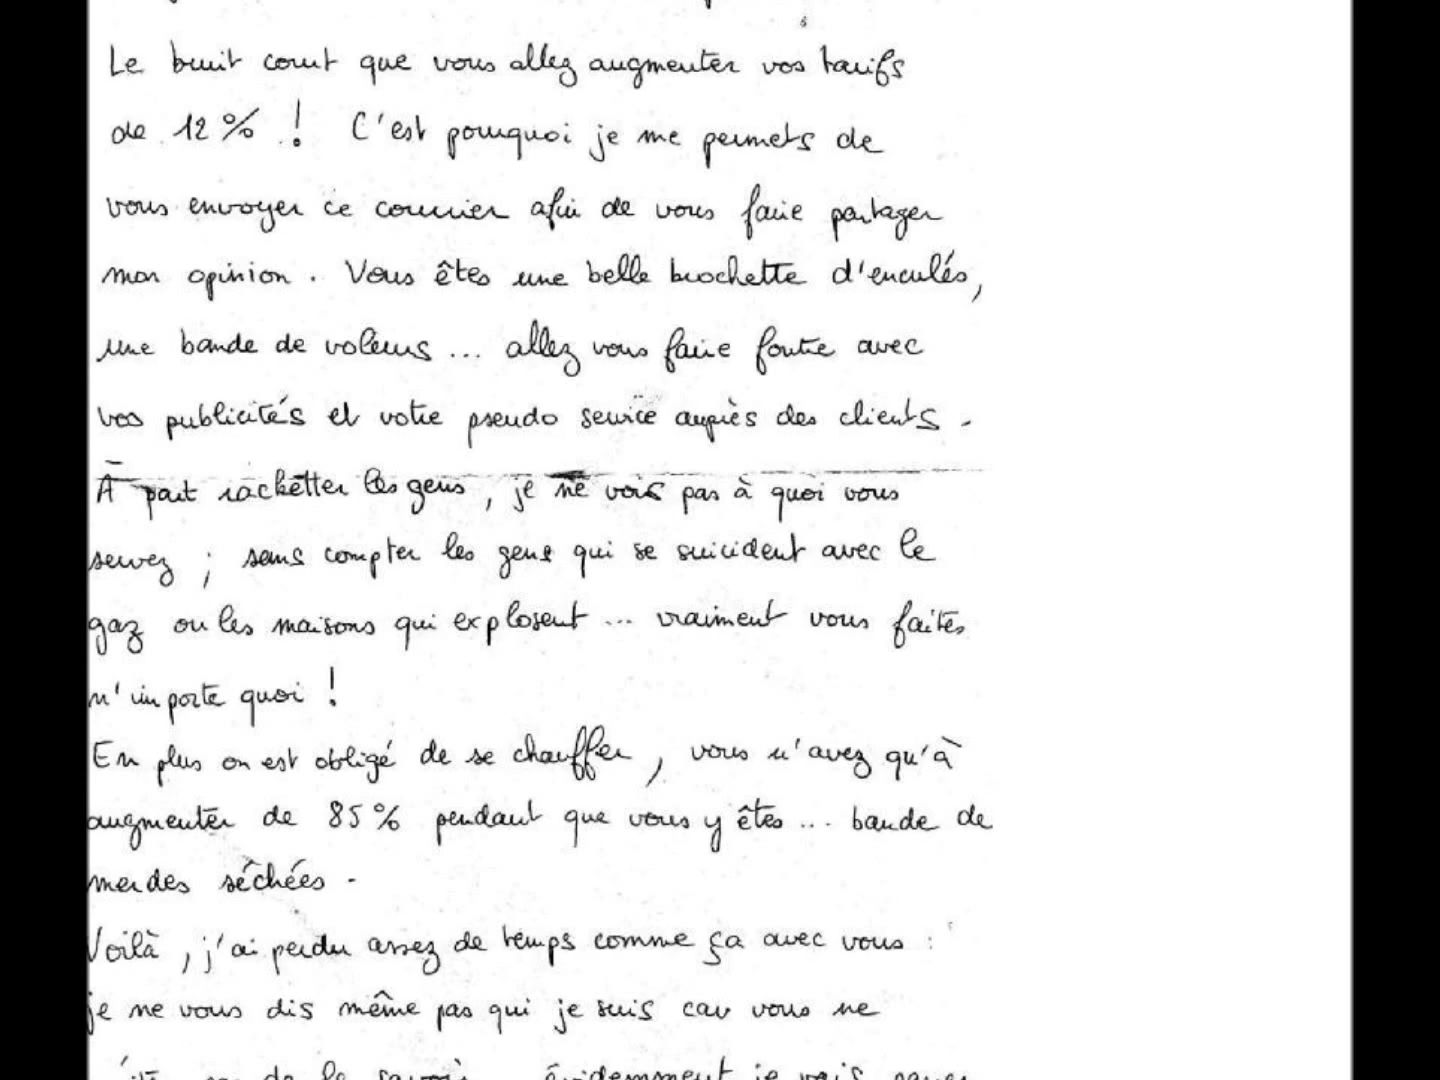 Le bruit court que vous allez augmenter vos tarifs
de 12 % ! C'est pourquoi je me permets de
vous envoyer ce courrier afin de vous faire partager
mon opinion. Vous êtes une belle brochette d'enculés,
une bande de voleurs ... allez vous faire foutre avec
vos publicités et votre pseudo service auprès des clients.
À part racketter les gens, je ne vois pas à quoi vous
servez ; sans compter les gens qui se suicident avec le
gaz ou les maisons qui explosent ... vraiment vous faites
n'importe quoi !
En plus on est obligé de se chauffer, vous n'avez qu'à
augmenter de 85 % pendant que vous y êtes ... bande de
merdes séchées.
Voilà, j'ai perdu assez de temps comme ça avec vous :
je ne vous dis même pas qui je suis car vous ne
de le savoir évidemment je vais